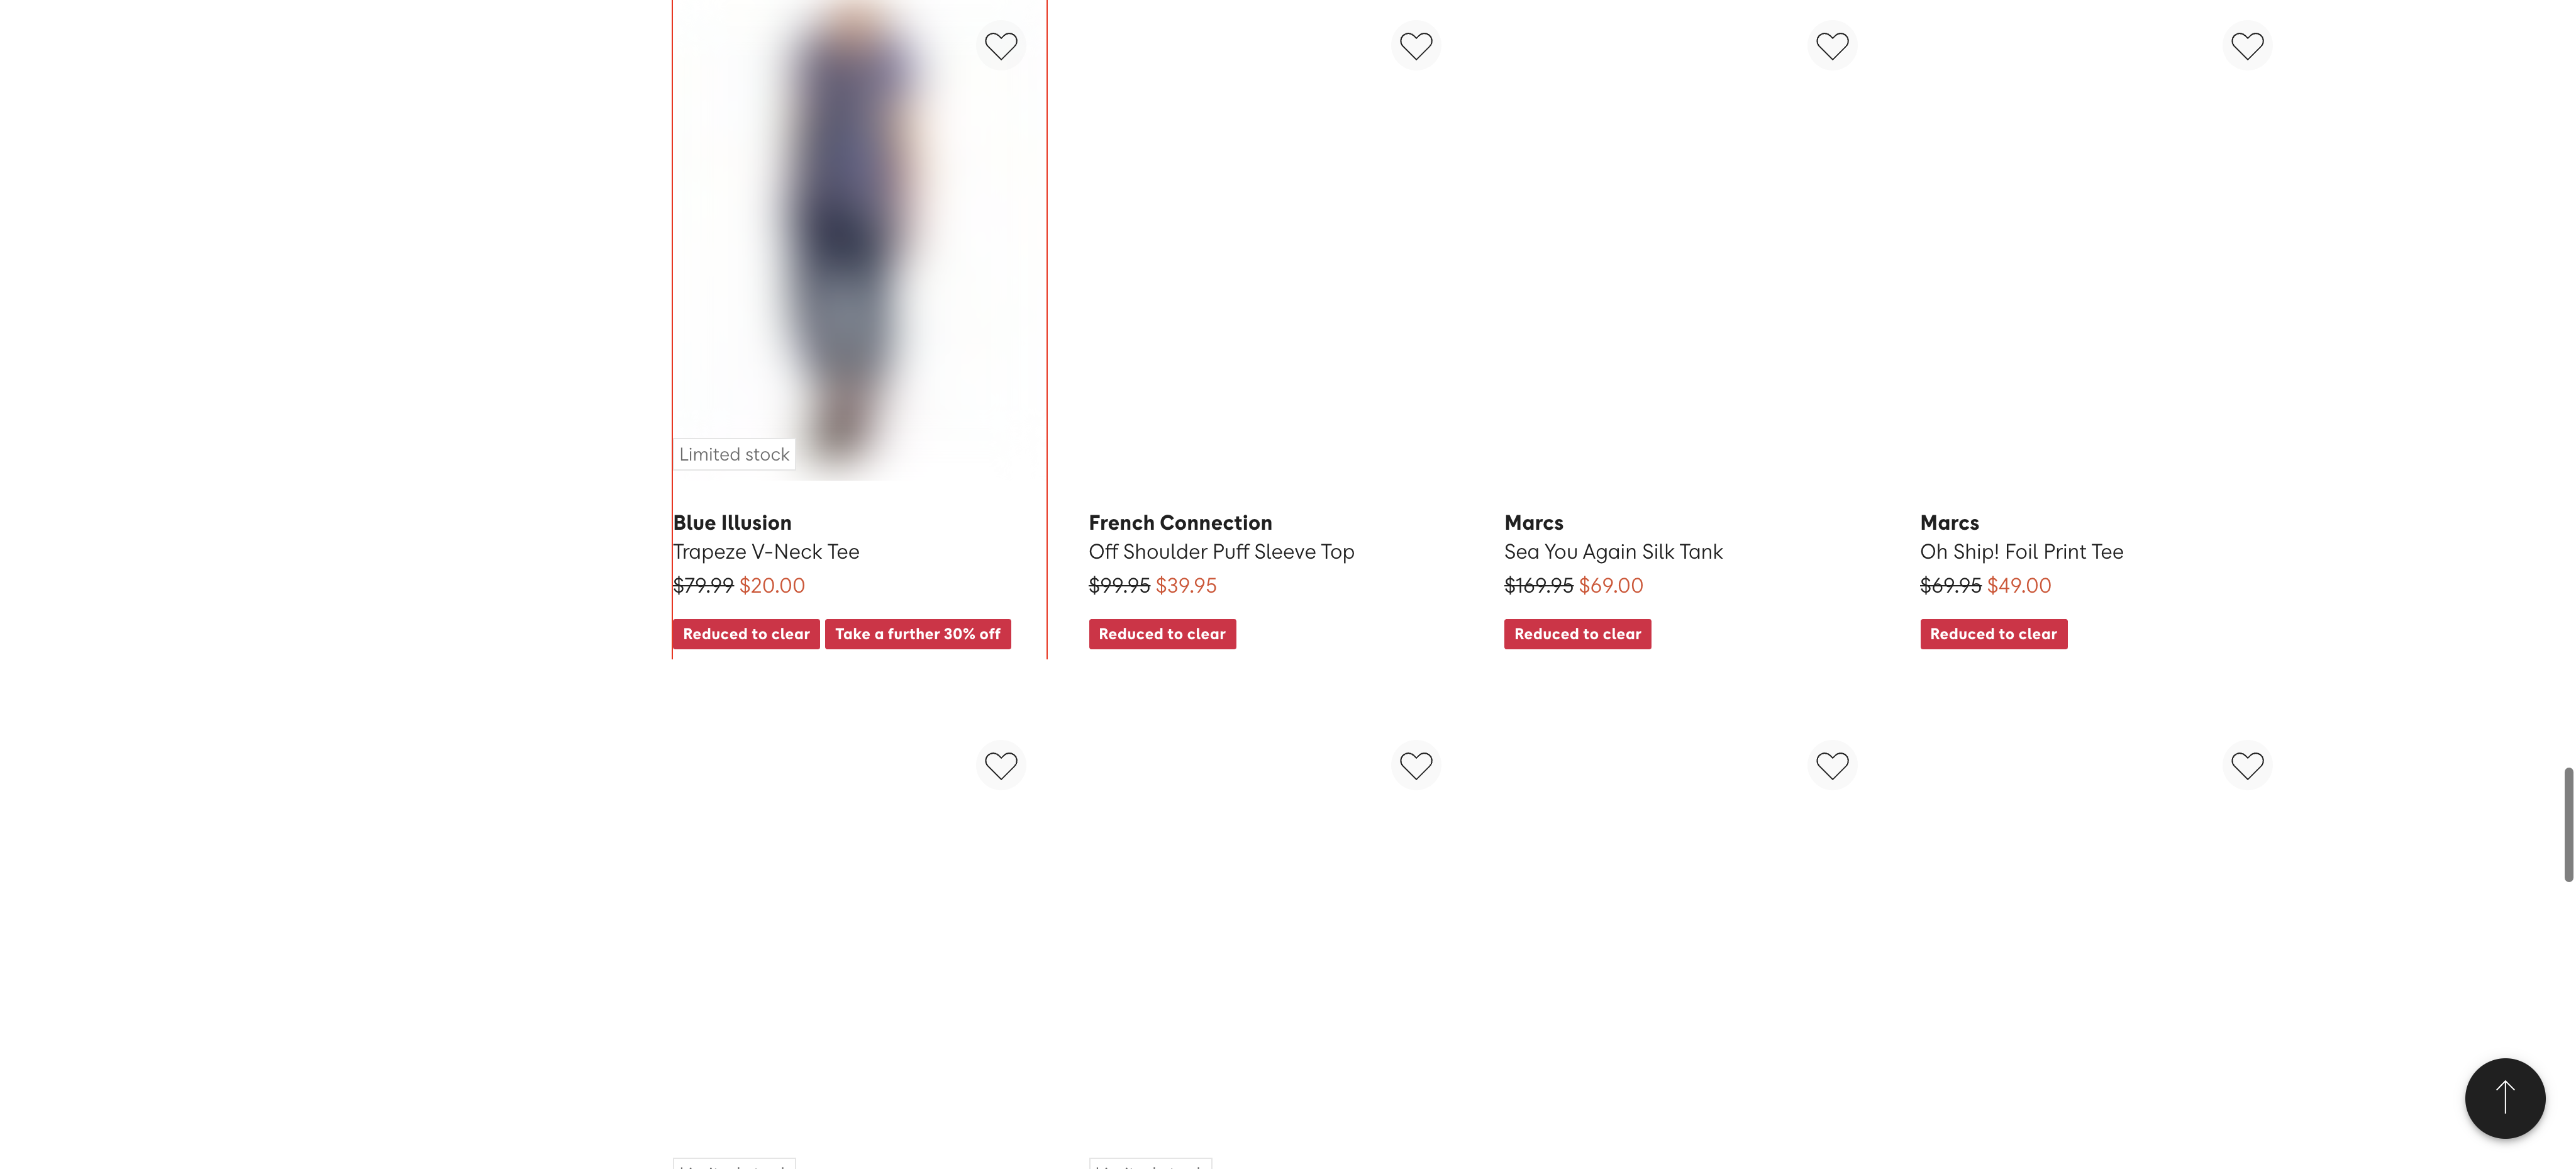 Limited stock
Blue Illusion
Trapeze V-Neck Tee
$79.99 $20.00
Reduced to clear
Take a further 30% off
French Connection
Off Shoulder Puff Sleeve Top
$99.95 $39.95
Reduced to clear
Marcs
Sea You Again Silk Tank
$169.95 $69.00
Reduced to clear
Marcs
Oh Ship! Foil Print Tee
$69.95 $49.00
Reduced to clear